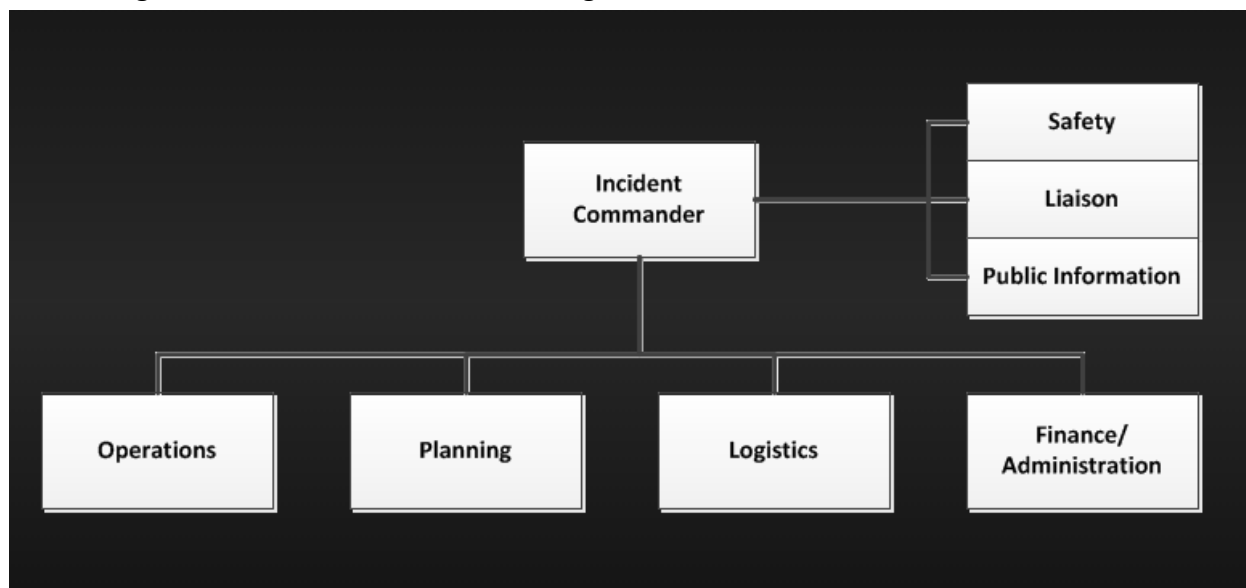 Safety
Incident
Commander
Liaison
Public Information
Operations
Planning
Logistics
Finance/
Administration